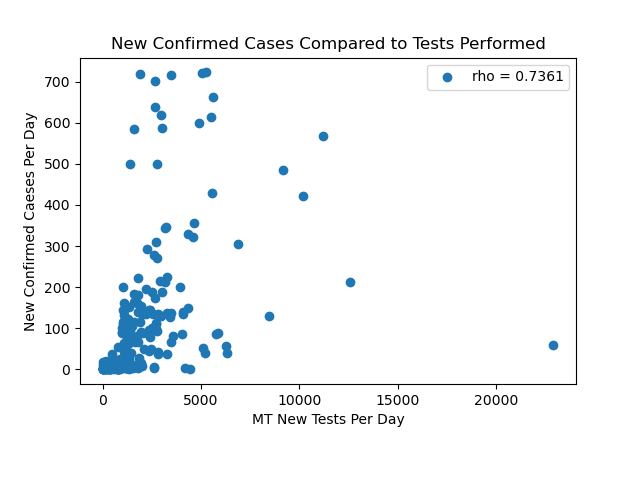 New Confirmed Cases Compared to Tests Performed
rho = 0.7361
New Confirmed Caeses Per Day
700
600
500
400
300
200
100
0
0 5000 10000 15000 20000
MT New Tests Per Day